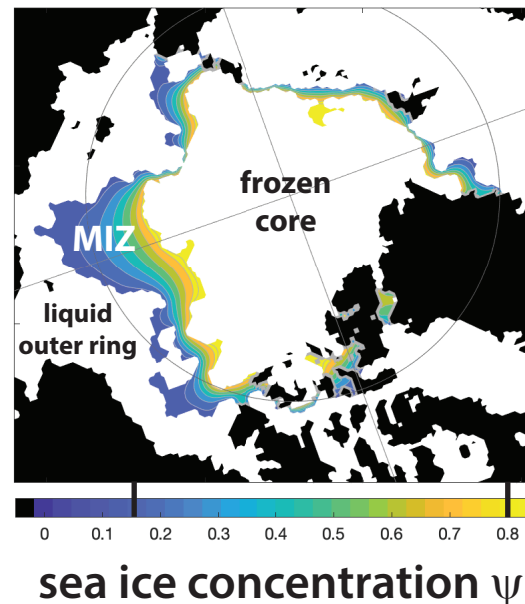 frozen
core
MIZ
liquid
outer ring
0 0.1 0.2 0.3 0.4 0.5 0.6 0.7 0.8
sea ice concentration ψ